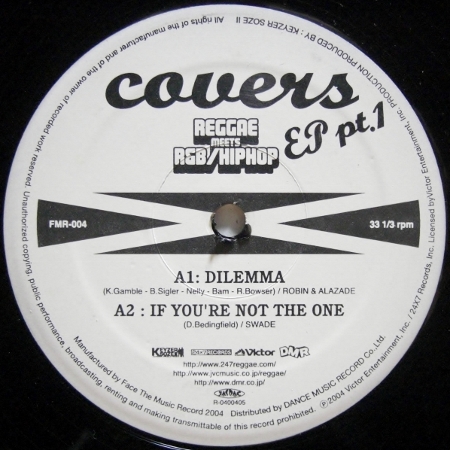 covers
REGGAE
MEETS
R&B/HIPHOP
EP pt.1
FMR-004
33 1/3 rpm
A1: DILEMMA
(K.Gamble - B.Sigler - Nelly - Bam - R.Bowser) / ROBIN & ALAZADE
A2 : IF YOU'RE NOT THE ONE
(D.Bedingfield) / SWADE
Victor
DMR
http://www.247reggae.com/
http://www.jvcmusic.co.jp/reggae/
http://www.dmr.co.jp/
R-0400405
All rights of the manufacturer and of the owner of recorded work reserved. Unauthorized copying, public performance, broadcasting, renting and making transmittable of this record prohibited.
PRODUCED BY : KEYZER SOZE II
PRODUCTION : 24X7 Records, Inc. Licensed by Victor Entertainment, Inc.
Manufactured by Face The Music Record 2004 Distributed by DANCE MUSIC RECORD Co.,Ltd.
Ⓟ2004 Victor Entertainment, Inc.